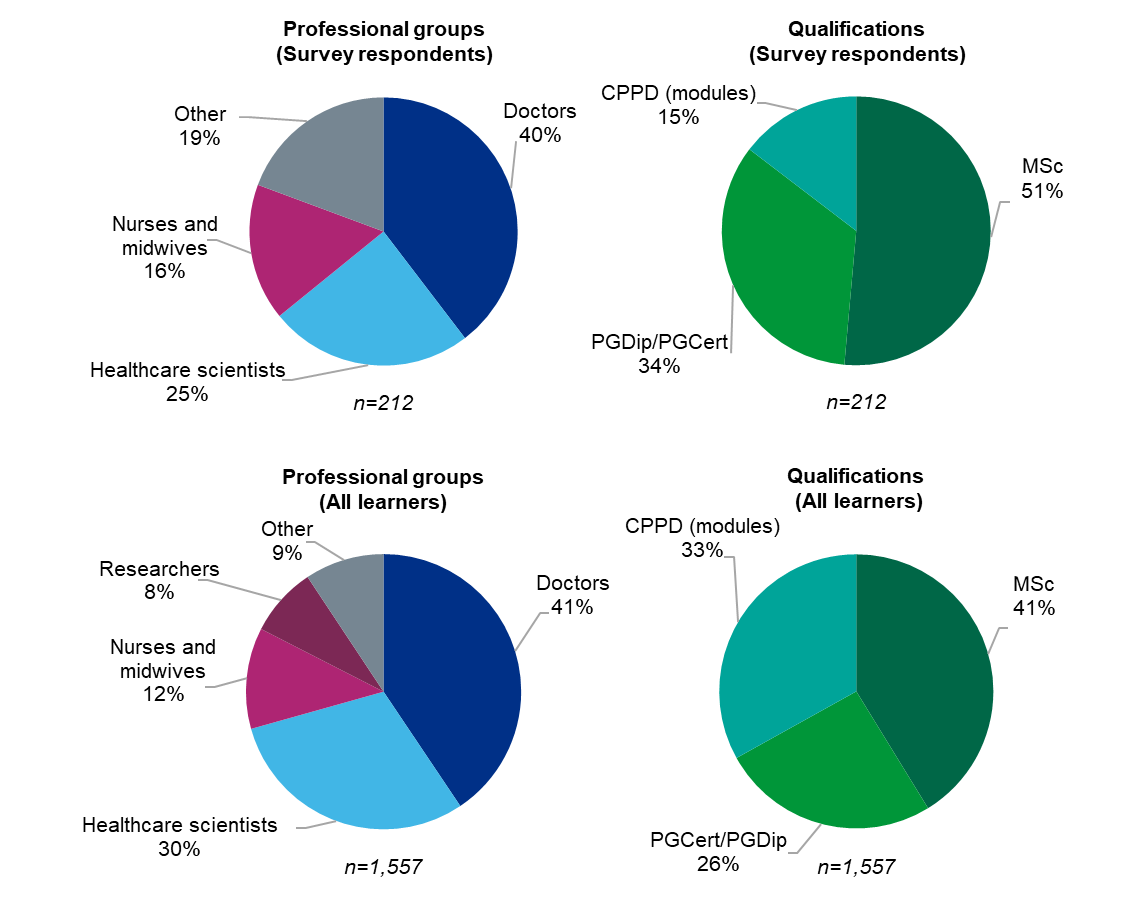 Professional groups
(Survey respondents)
Other
19%
Doctors
40%
Nurses and
midwives
16%
Healthcare scientists
25%
n=212
Qualifications
(Survey respondents)
CPPD (modules)
15%
MSc
51%
PGDip/PGCert
34%
n=212
Professional groups
(All learners)
Other
9%
Researchers
8%
Doctors
41%
Nurses and
midwives
12%
Healthcare scientists
30%
n=1,557
Qualifications
(All learners)
CPPD (modules)
33%
MSc
41%
PGCert/PGDip
26%
n=1,557